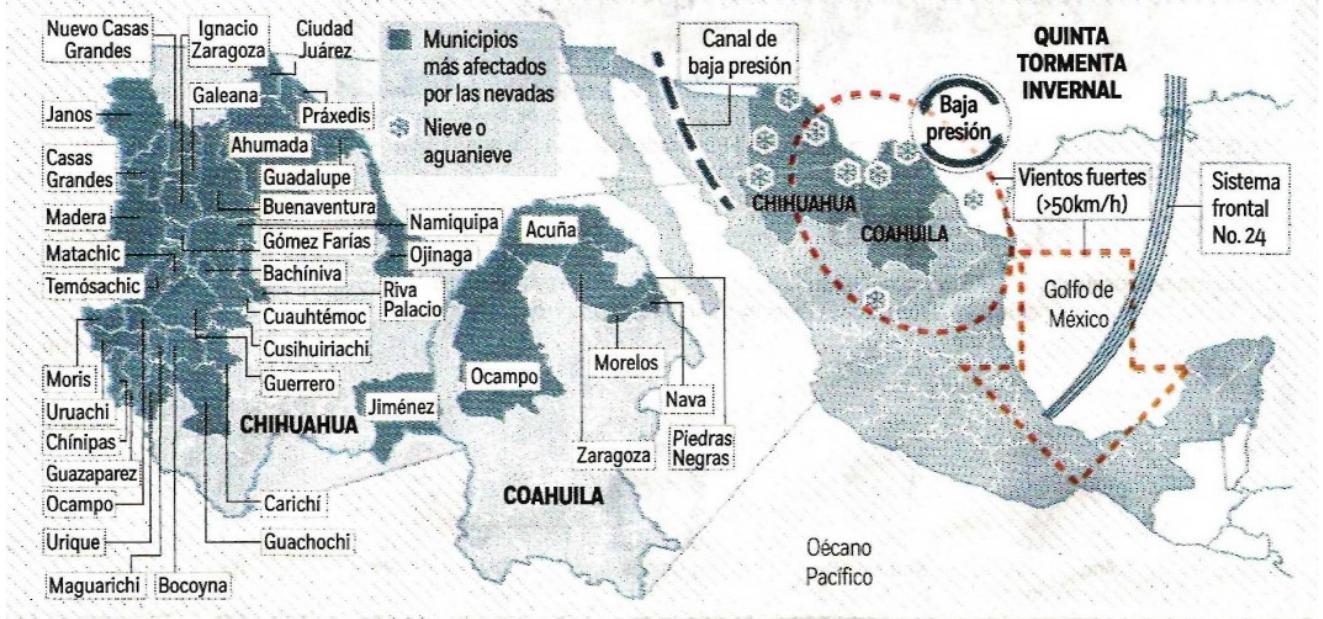 Nuevo Casas
Grandes
Ignacio
Zaragoza
Ciudad
Juárez
Galeana
Práxedis
Janos
Ahumada
Casas
Grandes
Guadalupe
Buenaventura
Madera
Namiquipa
Gómez Farías
Matachic
Ojinaga
Bachíniva
Temósachic
Riva
Palacio
Cuauhtémoc
Cusihuiriachi
Moris
Guerrero
Uruachi
CHIHUAHUA
Jiménez
Chínipas
Guazaparez
Ocampo
Carichí
Urique
Guachochi
Maguarichi
Bocoyna
Municipios
más afectados
por las nevadas
Nieve o
aguanieve
Acuña
Ocampo
Morelos
Nava
Zaragoza
Piedras
Negras
COAHUILA
Canal de
baja presión
QUINTA
TORMENTA
INVERNAL
Baja
presión
Vientos fuertes
(>50km/h)
Sistema
frontal
No. 24
CHIHUAHUA
COAHUILA
Golfo de
México
Oécano
Pacífico